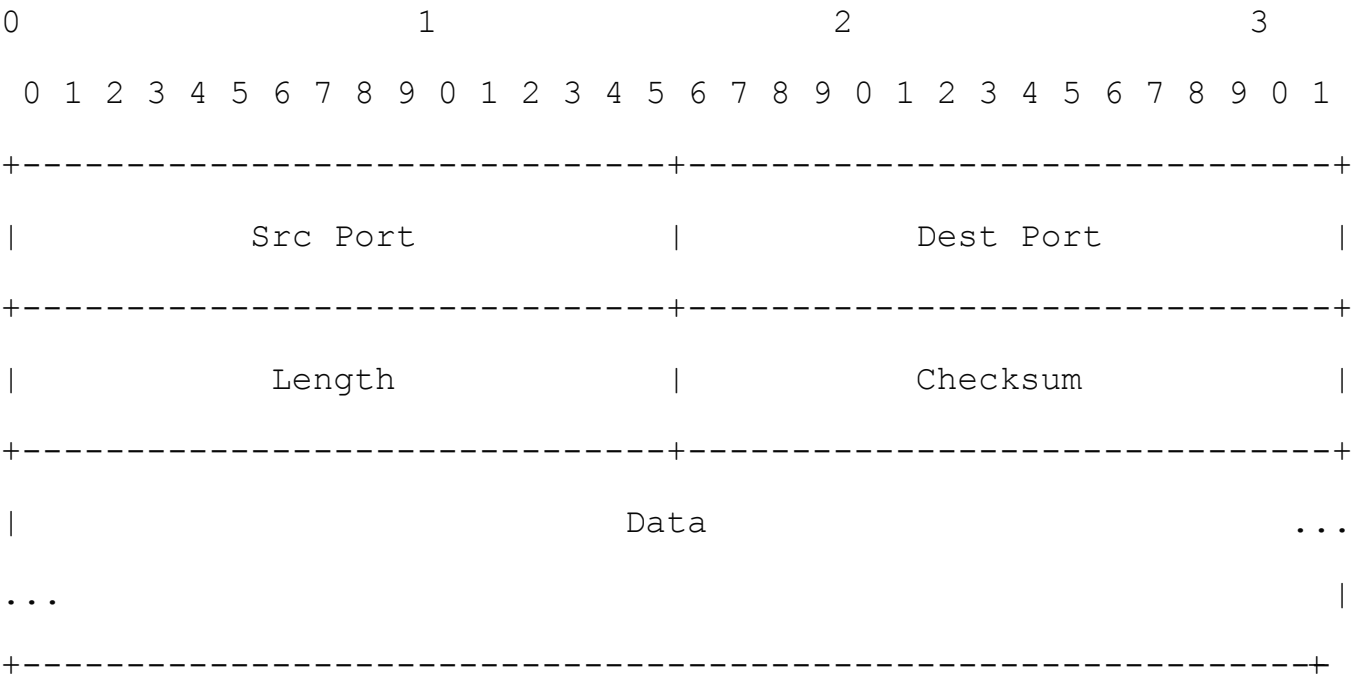 0                   1                   2                   3
 0 1 2 3 4 5 6 7 8 9 0 1 2 3 4 5 6 7 8 9 0 1 2 3 4 5 6 7 8 9 0 1
+-------------------------------+-------------------------------+
|           Src Port            |           Dest Port           |
+-------------------------------+-------------------------------+
|            Length             |           Checksum            |
+-------------------------------+-------------------------------+
|                             Data                            ...
...                                                             |
+--------------------------------------------------------------+